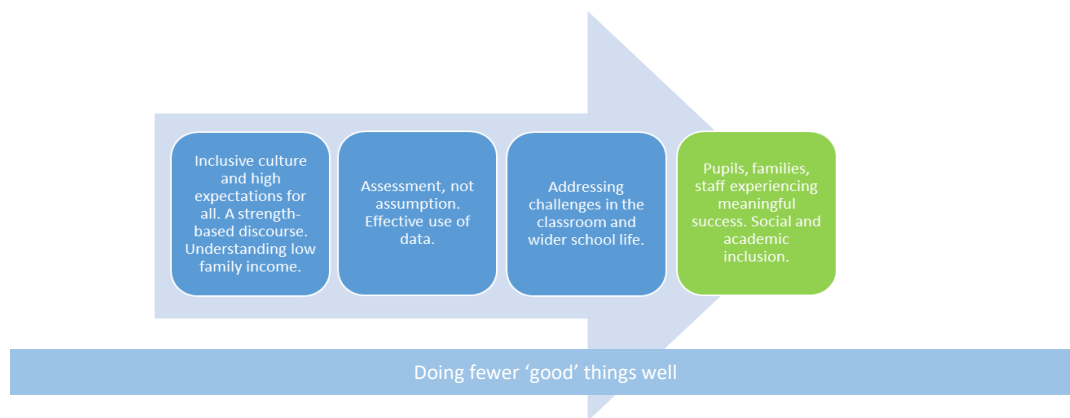 Inclusive culture
and high
expectations for
all. A strength-
based discourse.
Understanding low
family income.
Assessment, not
assumption.
Effective use of
data.
Addressing
challenges in the
classroom and
wider school life.
Pupils, families,
staff experiencing
meaningful
success. Social and
academic
inclusion.
Doing fewer ‘good’ things well